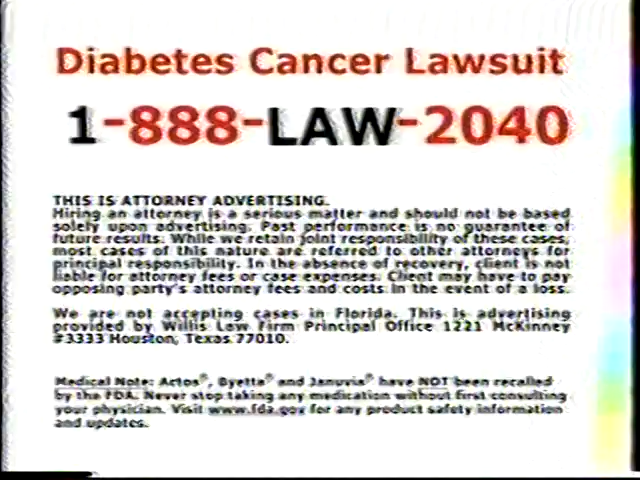 Diabetes Cancer Lawsuit
1-888-LAW-2040
THIS IS ATTORNEY ADVERTISING.
Hiring an attorney is a serious matter and should not be based
solely upon advertising. Past performance is no guarantee of
future results. While we retain joint responsibility of these cases,
most cases of this nature are referred to other attorneys for
principal responsibility. In the absence of recovery, client is not
liable for attorney fees or case expenses. Client may have to pay
opposing party's attorney fees and costs in the event of a loss.
We are not accepting cases in Florida. This is advertising
provided by Willis Law Firm Principal Office 1221 McKinney
#3333 Houston, Texas 77010.
Medical Note: Actos®, Byetta® and Januvia® have NOT been recalled
by the FDA. Never stop taking any medication without first consulting
your physician. Visit www.fda.gov for any product safety information
and updates.